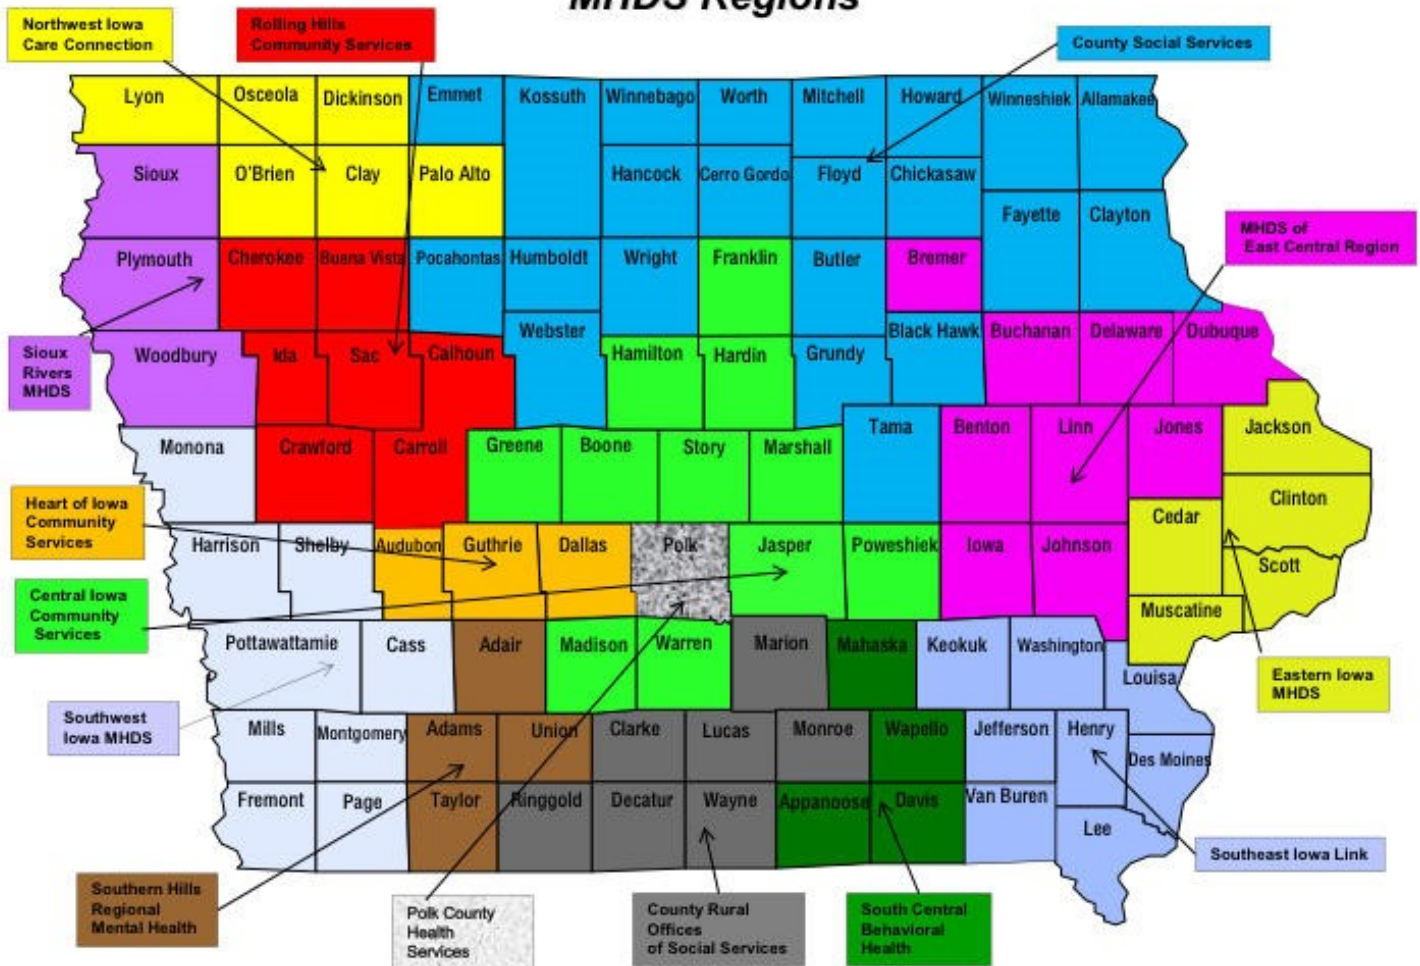 MHDS Regions
Northwest Iowa
Care Connection
Rolling Hills
Community Services
County Social Services
Lyon
Osceola
Dickinson
Emmet
Kossuth
Winnebago
Worth
Mitchell
Howard
Winneshiek
Allamakee
Sioux
O'Brien
Clay
Palo Alto
Hancock
Cerro Gordo
Floyd
Chickasaw
Fayette
Clayton
MHDS of
East Central Region
Plymouth
Cherokee
Buena Vista
Pocahontas
Humboldt
Wright
Franklin
Butler
Bremer
Sioux
Rivers
MHDS
Woodbury
Ida
Sac
Calhoun
Webster
Hamilton
Hardin
Grundy
Black Hawk
Buchanan
Delaware
Dubuque
Monona
Crawford
Carroll
Greene
Boone
Story
Marshall
Tama
Benton
Linn
Jones
Jackson
Clinton
Heart of Iowa
Community
Services
Harrison
Shelby
Audubon
Guthrie
Dallas
Polk
Jasper
Poweshiek
Iowa
Johnson
Cedar
Scott
Muscatine
Central Iowa
Community
Services
Pottawattamie
Cass
Adair
Madison
Warren
Marion
Mahaska
Keokuk
Washington
Louisa
Eastern Iowa
MHDS
Southwest
Iowa MHDS
Mills
Montgomery
Adams
Union
Clarke
Lucas
Monroe
Wapello
Jefferson
Henry
Des Moines
Fremont
Page
Taylor
Ringgold
Decatur
Wayne
Appanoose
Davis
Van Buren
Lee
Southeast Iowa Link
Southern Hills
Regional
Mental Health
Polk County
Health
Services
County Rural
Offices
of Social Services
South Central
Behavioral
Health